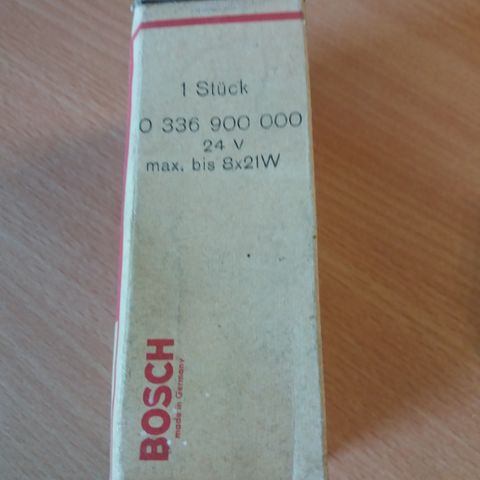 1 Stück
0 336 900 000
24 V
max. bis 8x21W
BOSCH
made in Germany